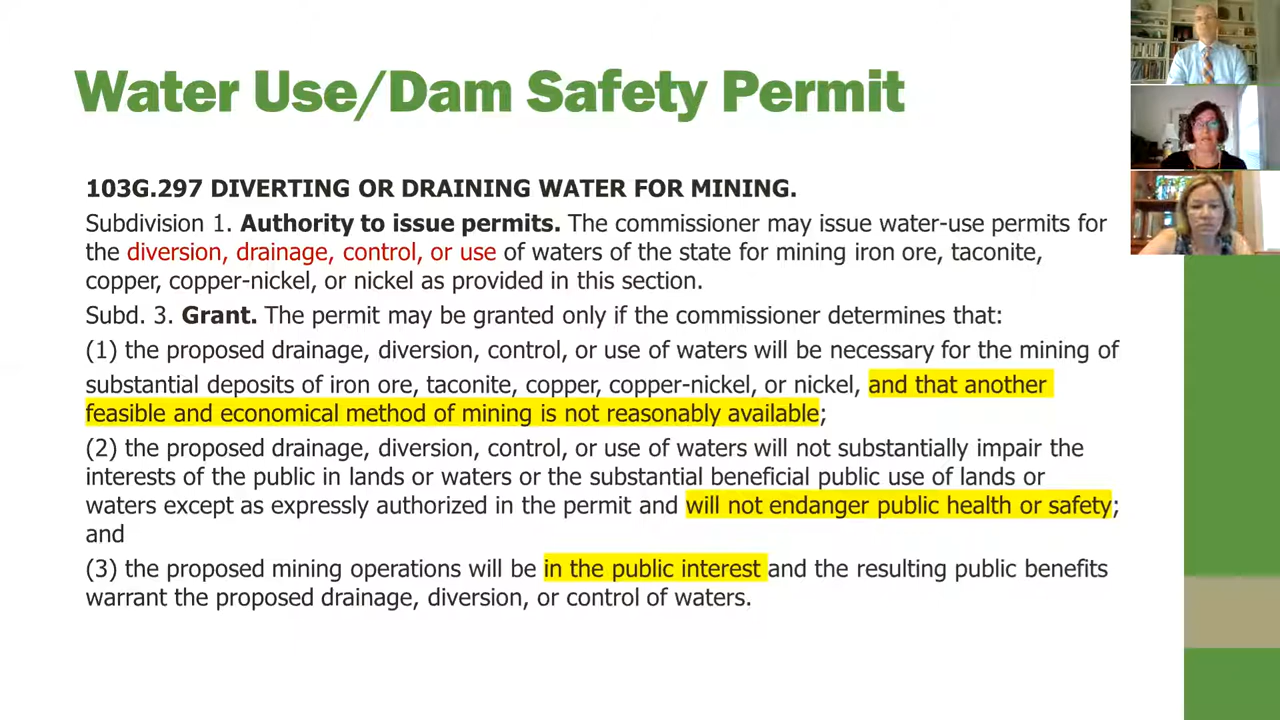 Water Use/Dam Safety Permit
103G.297 DIVERTING OR DRAINING WATER FOR MINING.
Subdivision 1. Authority to issue permits. The commissioner may issue water-use permits for
the diversion, drainage, control, or use of waters of the state for mining iron ore, taconite,
copper, copper-nickel, or nickel as provided in this section.
Subd. 3. Grant. The permit may be granted only if the commissioner determines that:
(1) the proposed drainage, diversion, control, or use of waters will be necessary for the mining of
substantial deposits of iron ore, taconite, copper, copper-nickel, or nickel, and that another
feasible and economical method of mining is not reasonably available;
(2) the proposed drainage, diversion, control, or use of waters will not substantially impair the
interests of the public in lands or waters or the substantial beneficial public use of lands or
waters except as expressly authorized in the permit and will not endanger public health or safety;
and
(3) the proposed mining operations will be in the public interest and the resulting public benefits
warrant the proposed drainage, diversion, or control of waters.